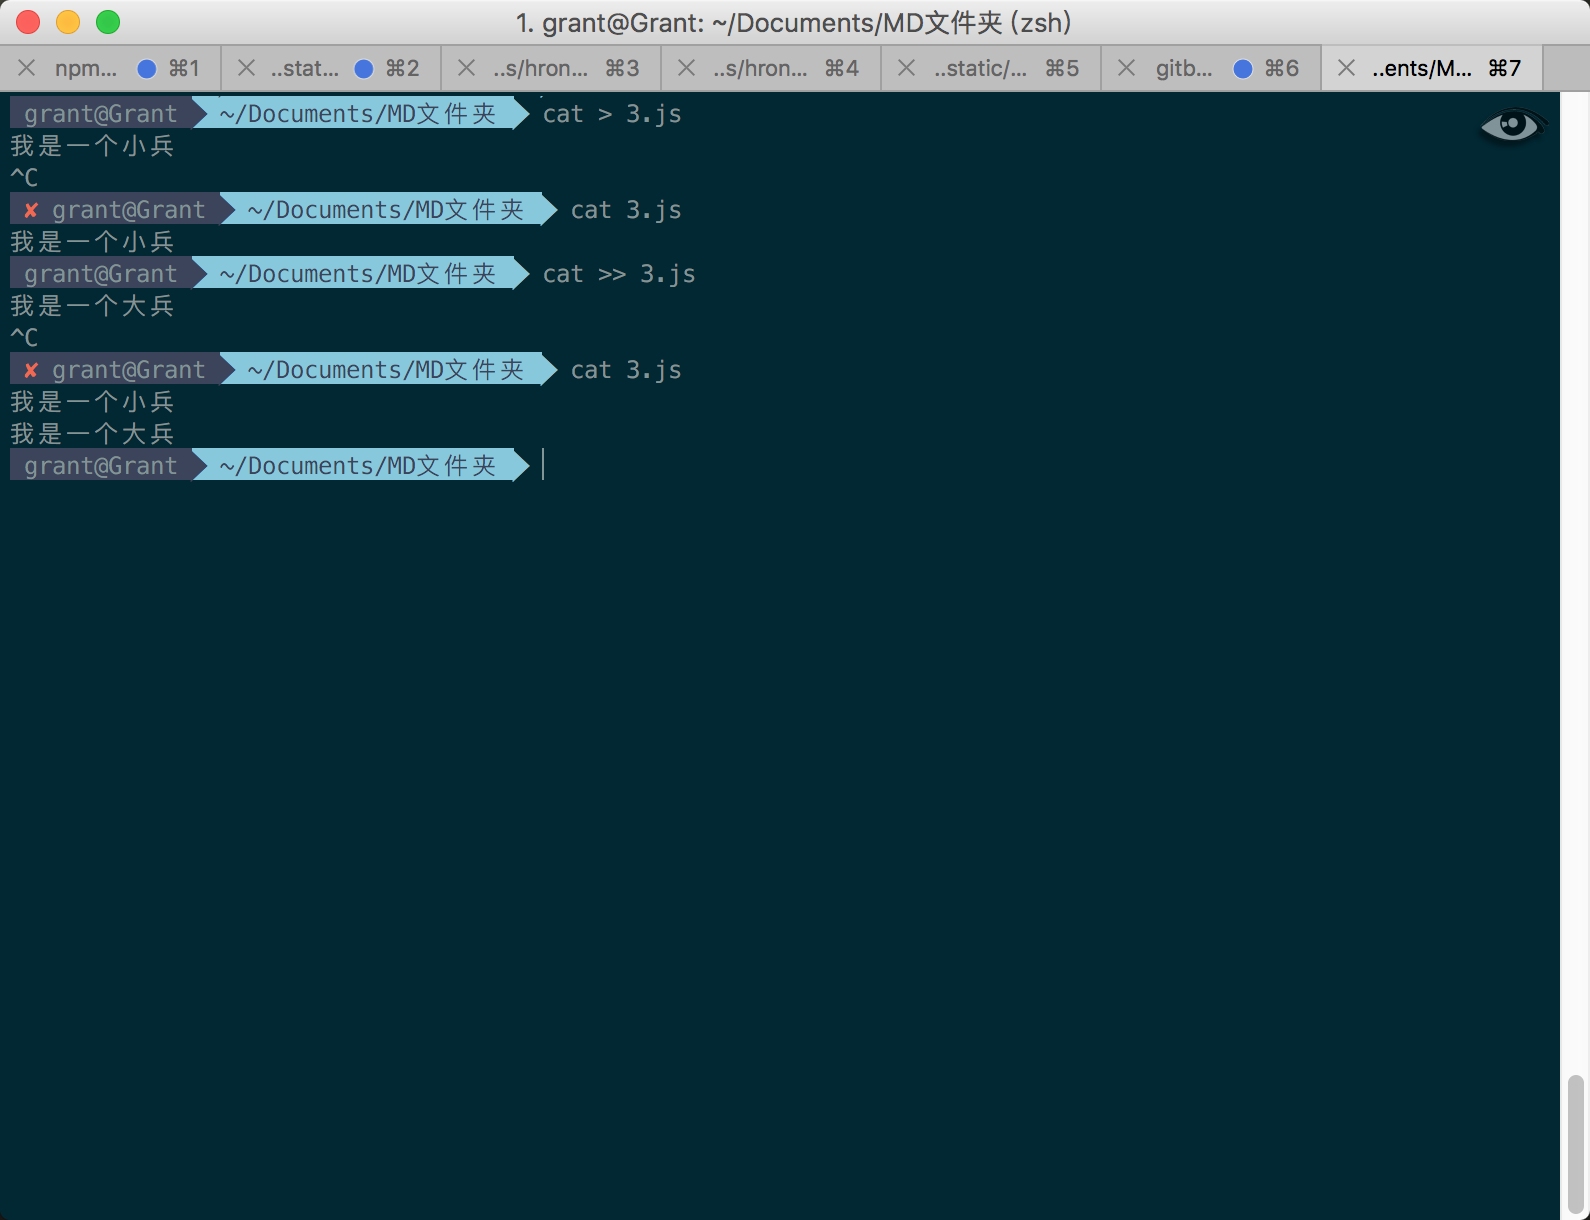 1. grant@Grant: ~/Documents/MD文件夹 (zsh)
npm... ⌘1 ..stat... ⌘2 ..s/hron... ⌘3 ..s/hron... ⌘4 ..static/... ⌘5 gitb... ⌘6 ..ents/M... ⌘7
grant@Grant ~/Documents/MD文件夹 cat > 3.js
我是一个小兵
^C
✘ grant@Grant ~/Documents/MD文件夹 cat 3.js
我是一个小兵
grant@Grant ~/Documents/MD文件夹 cat >> 3.js
我是一个大兵
^C
✘ grant@Grant ~/Documents/MD文件夹 cat 3.js
我是一个小兵
我是一个大兵
grant@Grant ~/Documents/MD文件夹